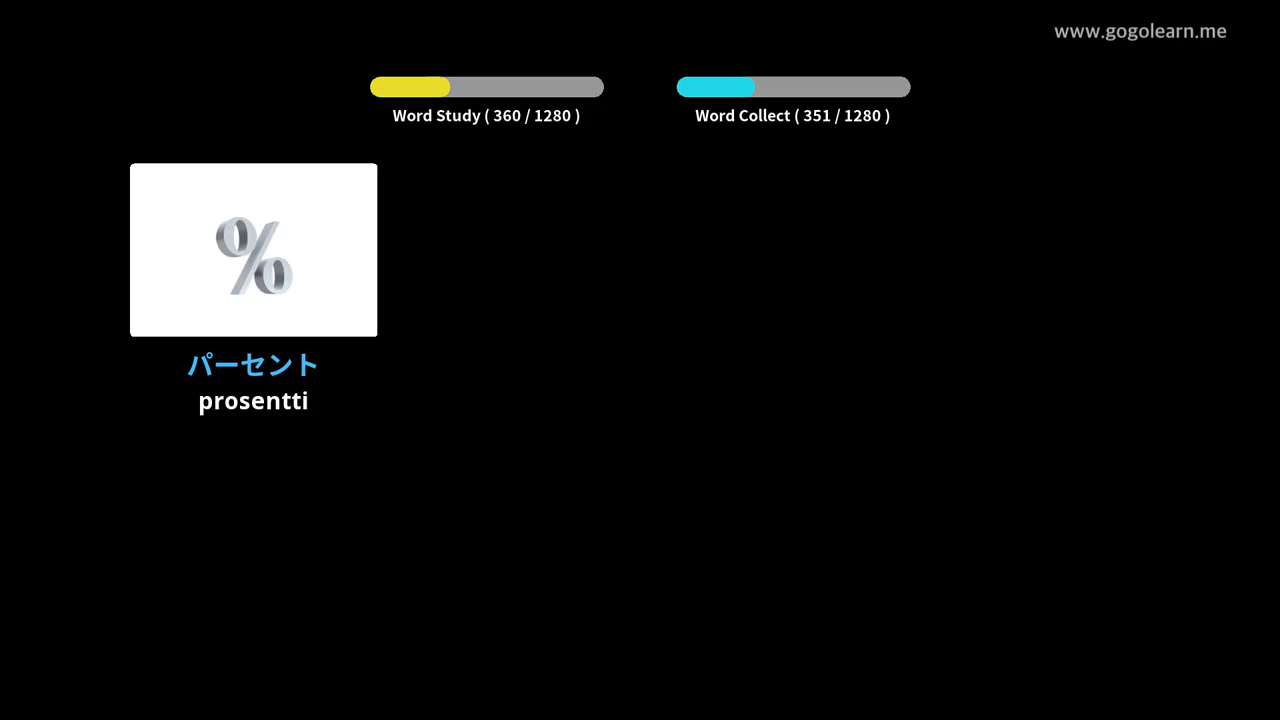 www.gogolearn.me
Word Study ( 360 / 1280 )
Word Collect ( 351 / 1280 )
%
パーセント
prosentti